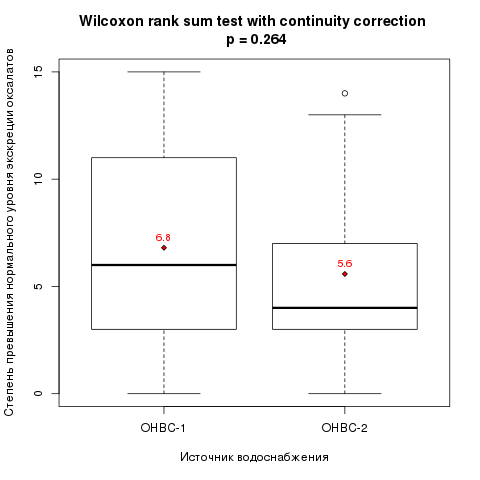 Wilcoxon rank sum test with continuity correction
p = 0.264
Степень превышения нормального уровня экскреции оксалатов
15
10
5
0
6.8
5.6
ОНВС-1
ОНВС-2
Источник водоснабжения